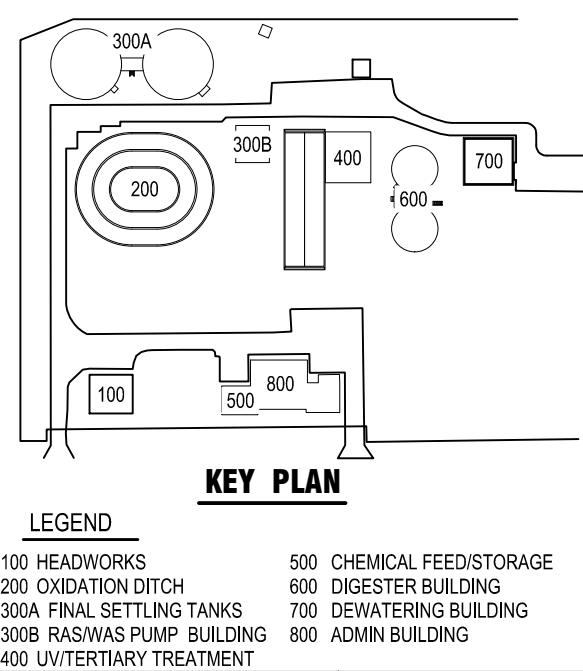 300A
300B
400
700
200
600
100
500
800
KEY PLAN
LEGEND
100 HEADWORKS
200 OXIDATION DITCH
300A FINAL SETTLING TANKS
300B RAS/WAS PUMP BUILDING
400 UV/TERTIARY TREATMENT
500 CHEMICAL FEED/STORAGE
600 DIGESTER BUILDING
700 DEWATERING BUILDING
800 ADMIN BUILDING